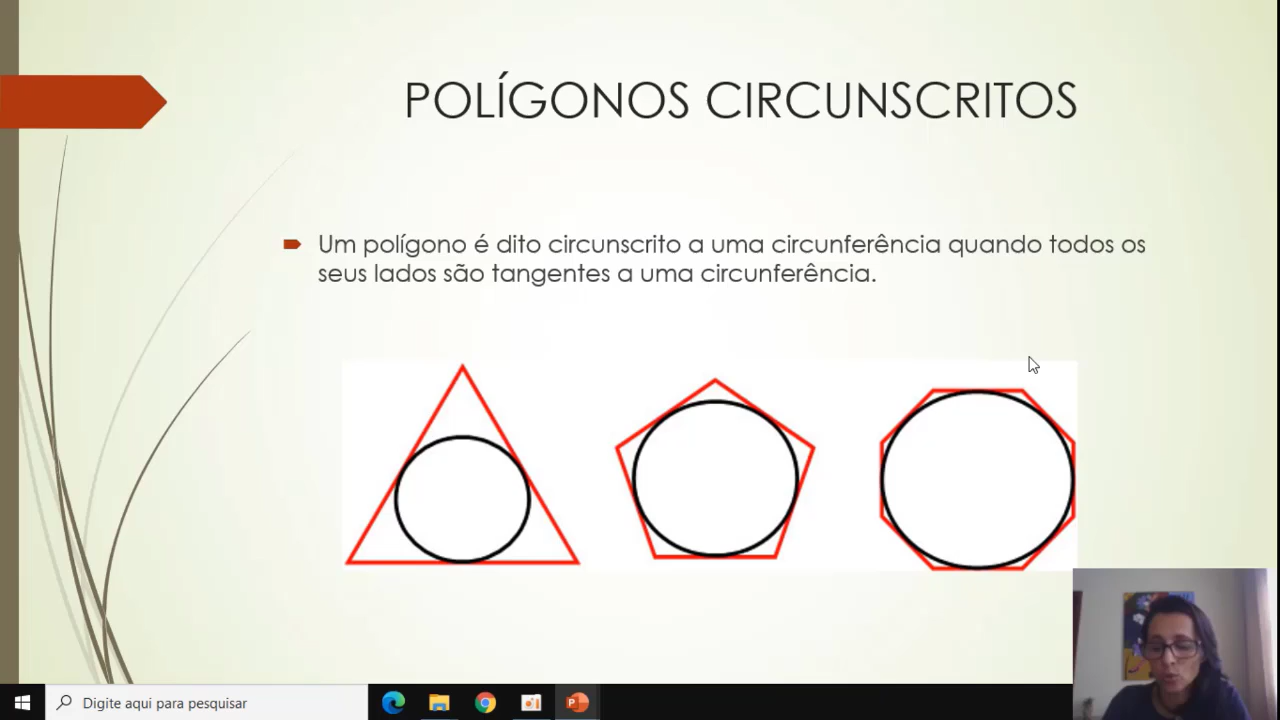 POLÍGONOS CIRCUNSCRITOS
Um polígono é dito circunscrito a uma circunferência quando todos os
seus lados são tangentes a uma circunferência.
Digite aqui para pesquisar